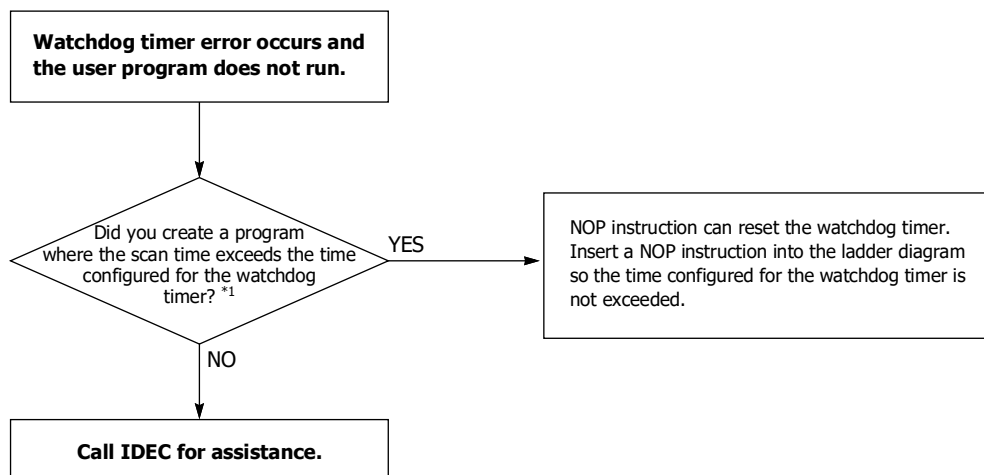 Watchdog timer error occurs and
the user program does not run.
Did you create a program
where the scan time exceeds the time
configured for the watchdog
timer? *1
YES
NOP instruction can reset the watchdog timer.
Insert a NOP instruction into the ladder diagram
so the time configured for the watchdog timer is
not exceeded.
NO
Call IDEC for assistance.